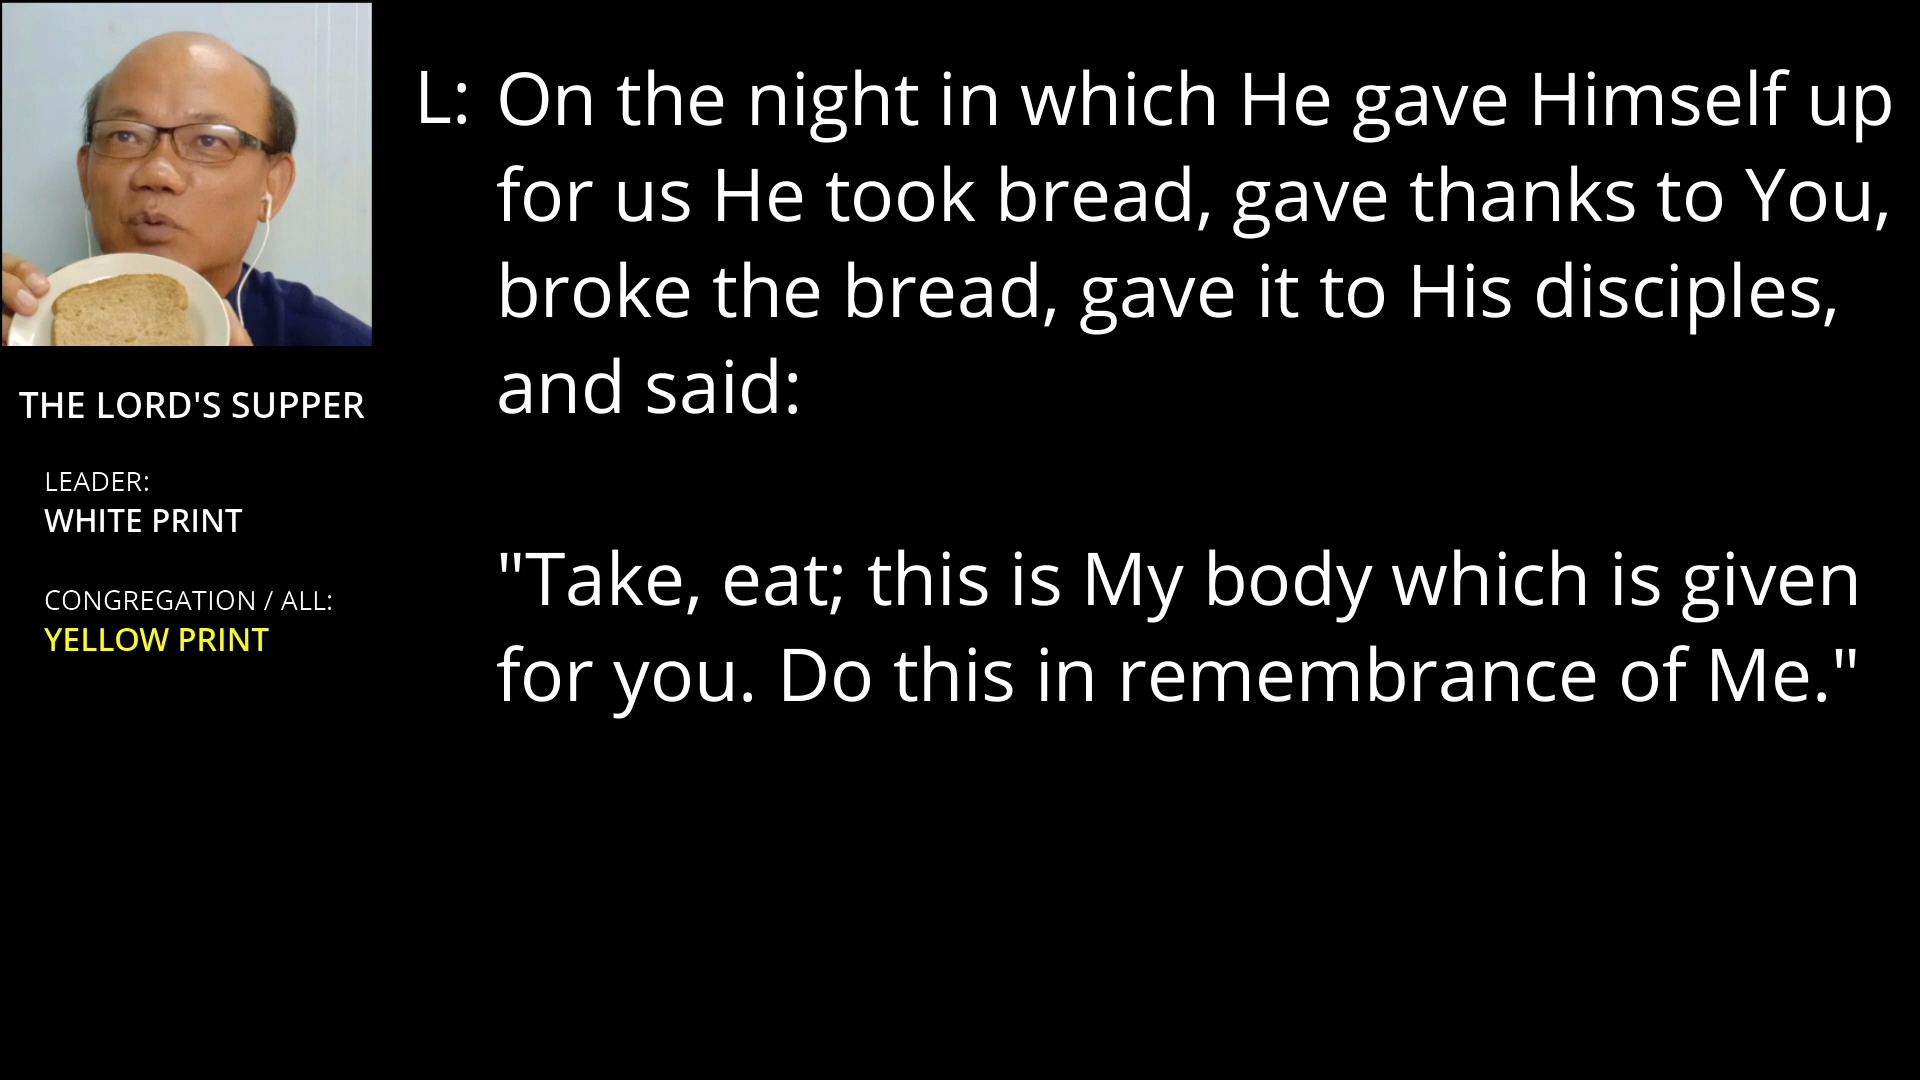 L: On the night in which He gave Himself up
for us He took bread, gave thanks to You,
broke the bread, gave it to His disciples,
and said:
"Take, eat; this is My body which is given
for you. Do this in remembrance of Me."
THE LORD'S SUPPER
LEADER:
WHITE PRINT
CONGREGATION / ALL:
YELLOW PRINT